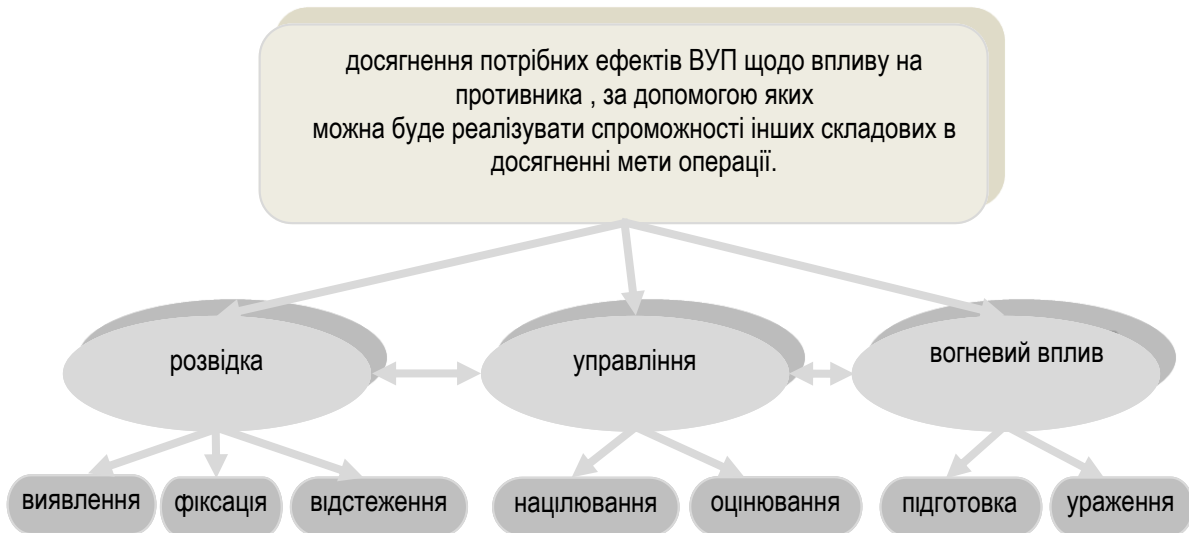 досягнення потрібних ефектів ВУП щодо впливу на
противника , за допомогою яких
можна буде реалізувати спроможності інших складових в
досягненні мети операції.
розвідка
управління
вогневий вплив
виявлення
фіксація
відстеження
націлювання
оцінювання
підготовка
ураження